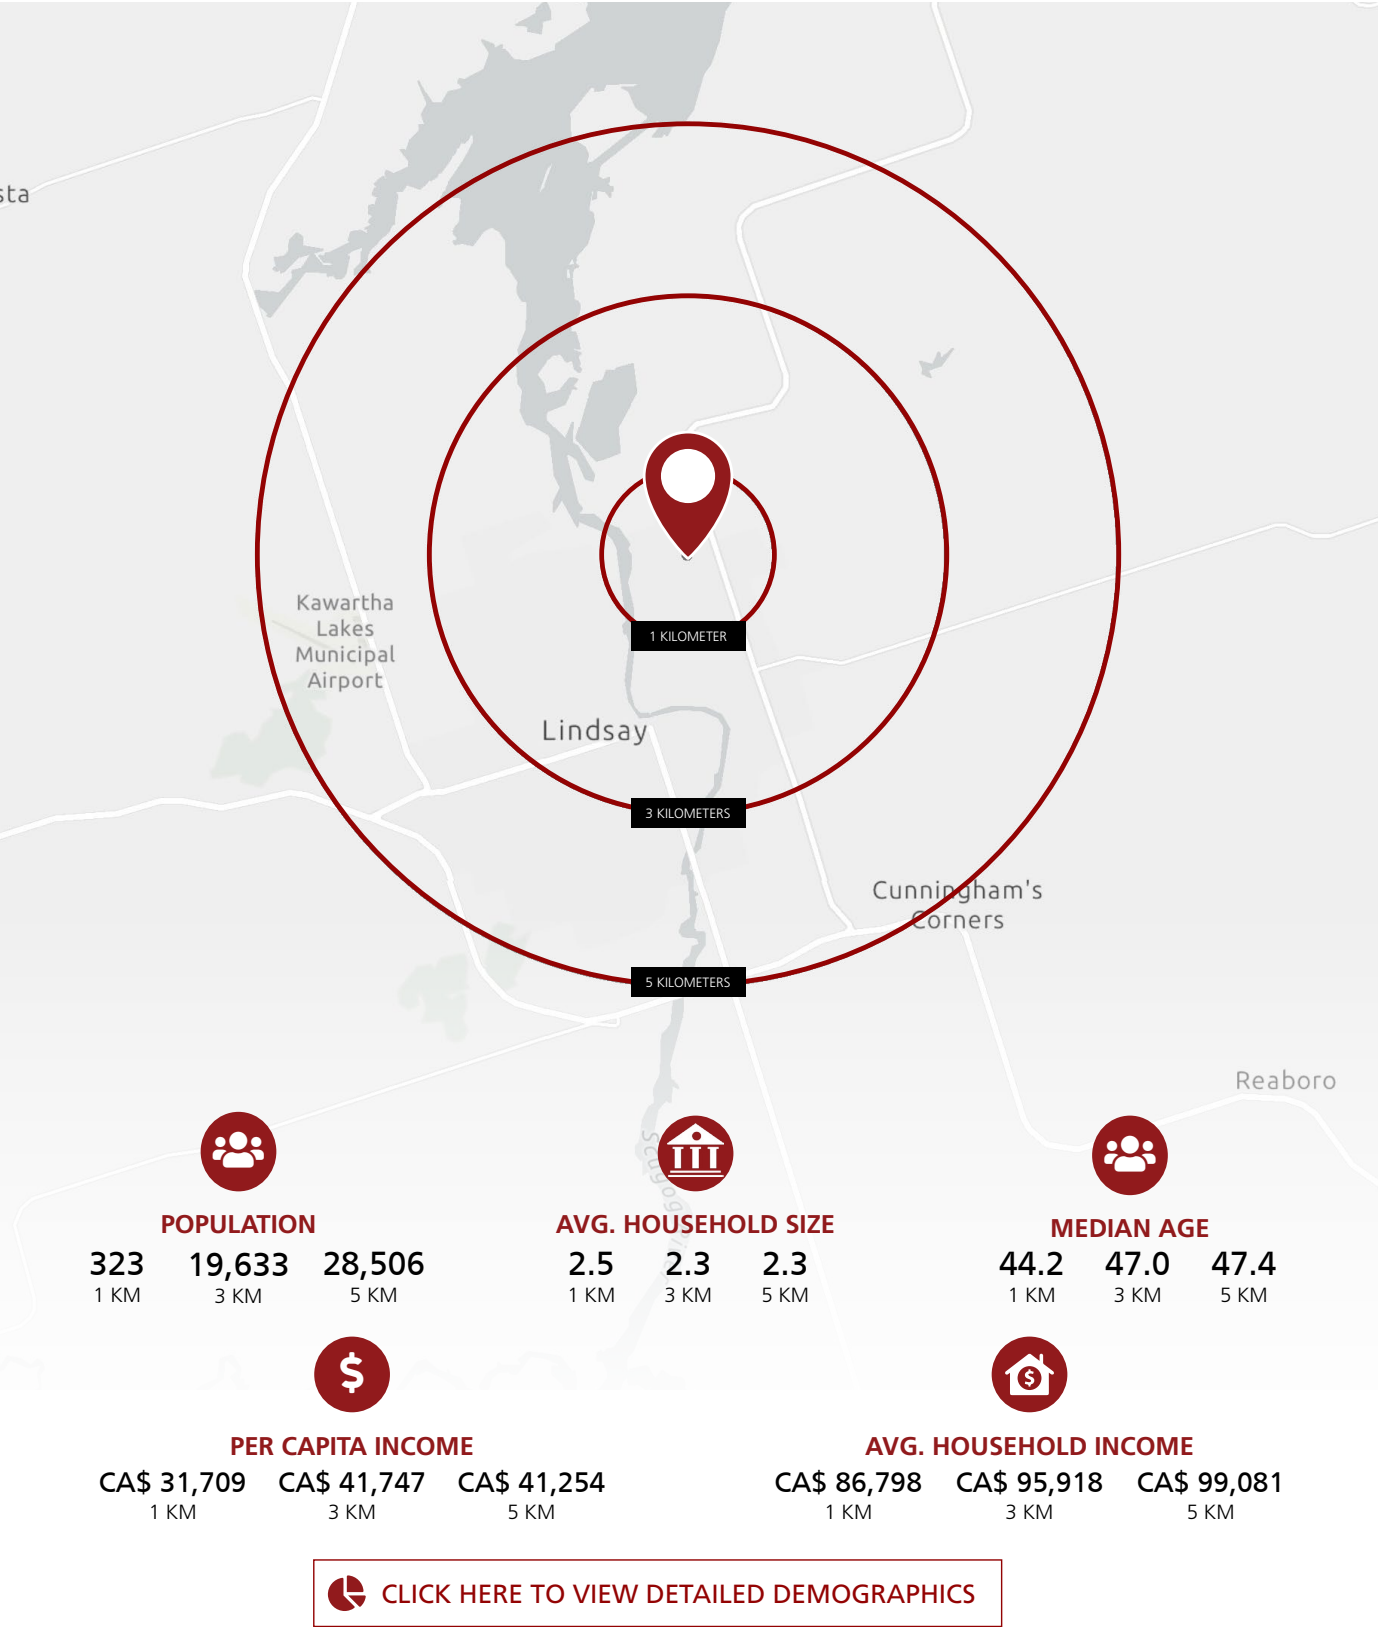 sta
Kawartha
Lakes
Municipal
Airport
1 KILOMETER
Lindsay
3 KILOMETERS
Cunningham's
Corners
5 KILOMETERS
Reaboro
POPULATION
323 19,633 28,506
1 KM 3 KM 5 KM
AVG. HOUSEHOLD SIZE
2.5 2.3 2.3
1 KM 3 KM 5 KM
MEDIAN AGE
44.2 47.0 47.4
1 KM 3 KM 5 KM
PER CAPITA INCOME
CA$ 31,709 CA$ 41,747 CA$ 41,254
1 KM 3 KM 5 KM
AVG. HOUSEHOLD INCOME
CA$ 86,798 CA$ 95,918 CA$ 99,081
1 KM 3 KM 5 KM
CLICK HERE TO VIEW DETAILED DEMOGRAPHICS